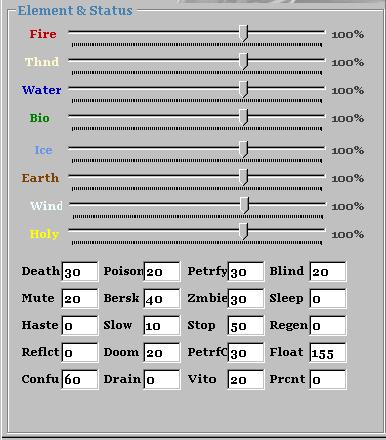 Element & Status
Fire 100%
Thnd 100%
Water 100%
Bio 100%
Ice 100%
Earth 100%
Wind 100%
Holy 100%
Death 30 Poison 20 Petrfy 30 Blind 20
Mute 20 Bersk 40 Zmbie 30 Sleep 0
Haste 0 Slow 10 Stop 50 Regen 0
Reflct 0 Doom 20 PetrfC 30 Float 155
Confu 60 Drain 0 Vito 20 Prcnt 0